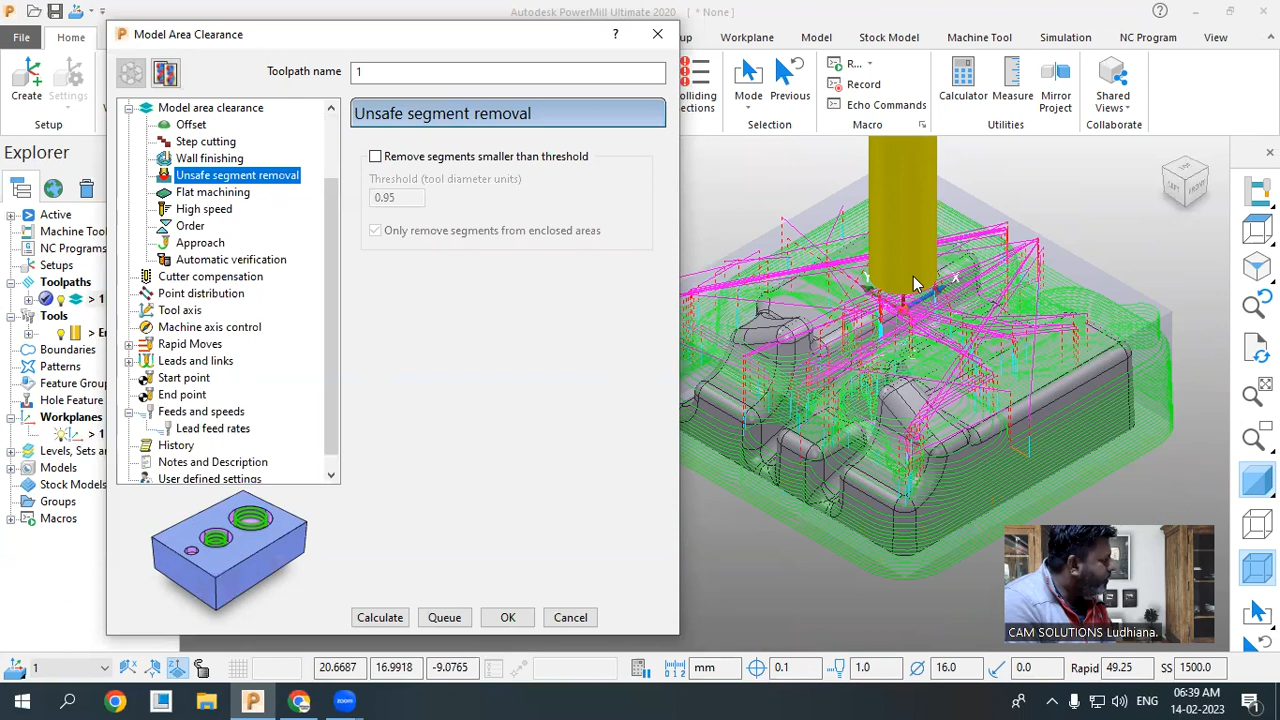 Autodesk PowerMill Ultimate 2020 [ * None ]
Model Area Clearance
File
Home
Workplane
Model
Stock Model
Machine Tool
Simulation
NC Program
View
Create
Settings
Setup
Toolpath name
1
Mode
Previous
Selection
R...
Record
Echo Commands
Macro
Calculator
Measure
Mirror
Project
Utilities
Shared
Views
Collaborate
Explorer
Active
Machine Tool
NC Programs
Setups
Toolpaths
> 1
Tools
Boundaries
Patterns
Feature Group
Hole Feature
Workplanes
> 1
Levels, Sets a
Models
Stock Models
Groups
Macros
Model area clearance
Offset
Step cutting
Wall finishing
Unsafe segment removal
Flat machining
High speed
Order
Approach
Automatic verification
Cutter compensation
Point distribution
Tool axis
Machine axis control
Rapid Moves
Leads and links
Start point
End point
Feeds and speeds
Lead feed rates
History
Notes and Description
User defined settings
Unsafe segment removal
Remove segments smaller than threshold
Threshold (tool diameter units)
0.95
Only remove segments from enclosed areas
Calculate
Queue
OK
Cancel
X
CAM SOLUTIONS Ludhiana.
1
20.6687
16.9918
-9.0765
mm
0.1
1.0
16.0
0.0
Rapid 49.25
SS 1500.0
ENG
06:39 AM
14-02-2023